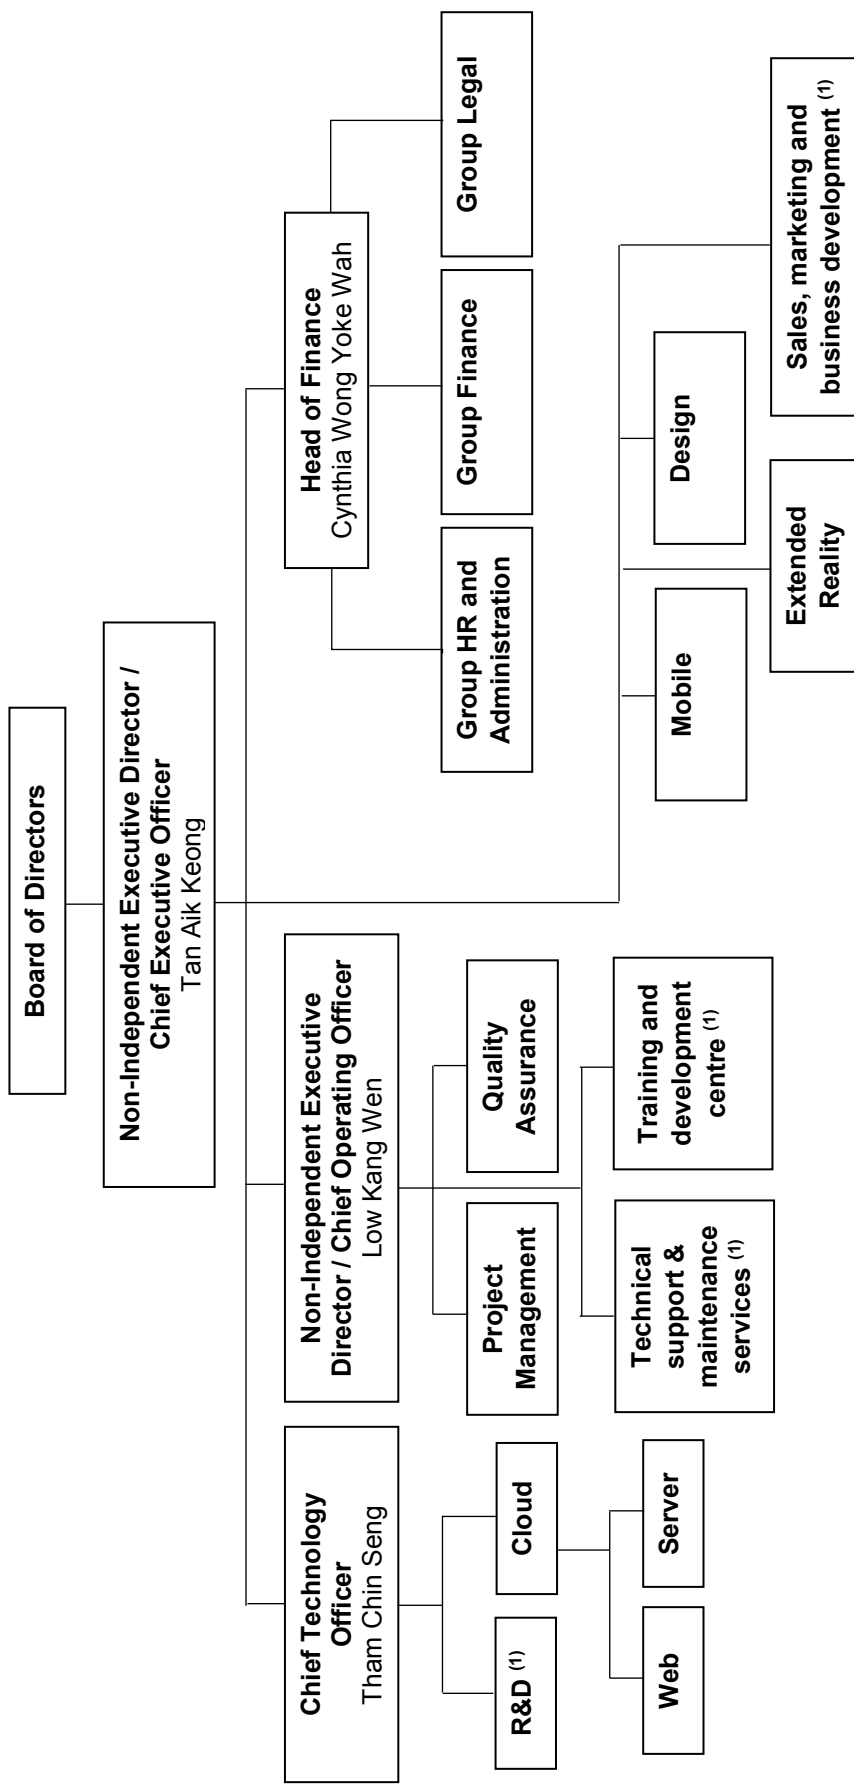 Board of Directors
Non-Independent Executive Director /
Chief Executive Officer
Tan Aik Keong
Chief Technology
Officer
Tham Chin Seng
Non-Independent Executive
Director / Chief Operating Officer
Low Kang Wen
Head of Finance
Cynthia Wong Yoke Wah
R&D (1)
Cloud
Web
Server
Project
Management
Quality
Assurance
Technical
support &
maintenance
services (1)
Training and
development
centre (1)
Group HR and
Administration
Group Finance
Group Legal
Mobile
Design
Extended
Reality
Sales, marketing and
business development (1)